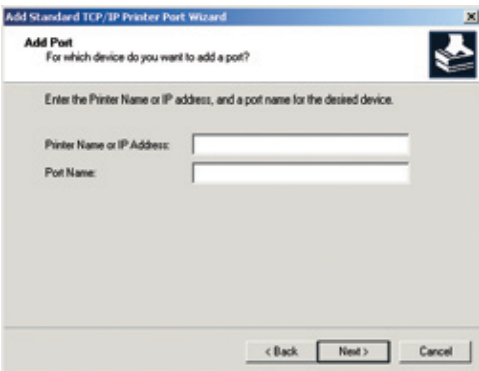 Add Standard TCP/IP Printer Port Wizard
Add Port
For which device do you want to add a port?
Enter the Printer Name or IP address, and a port name for the desired device.
Printer Name or IP Address:
Port Name:
< Back Next > Cancel